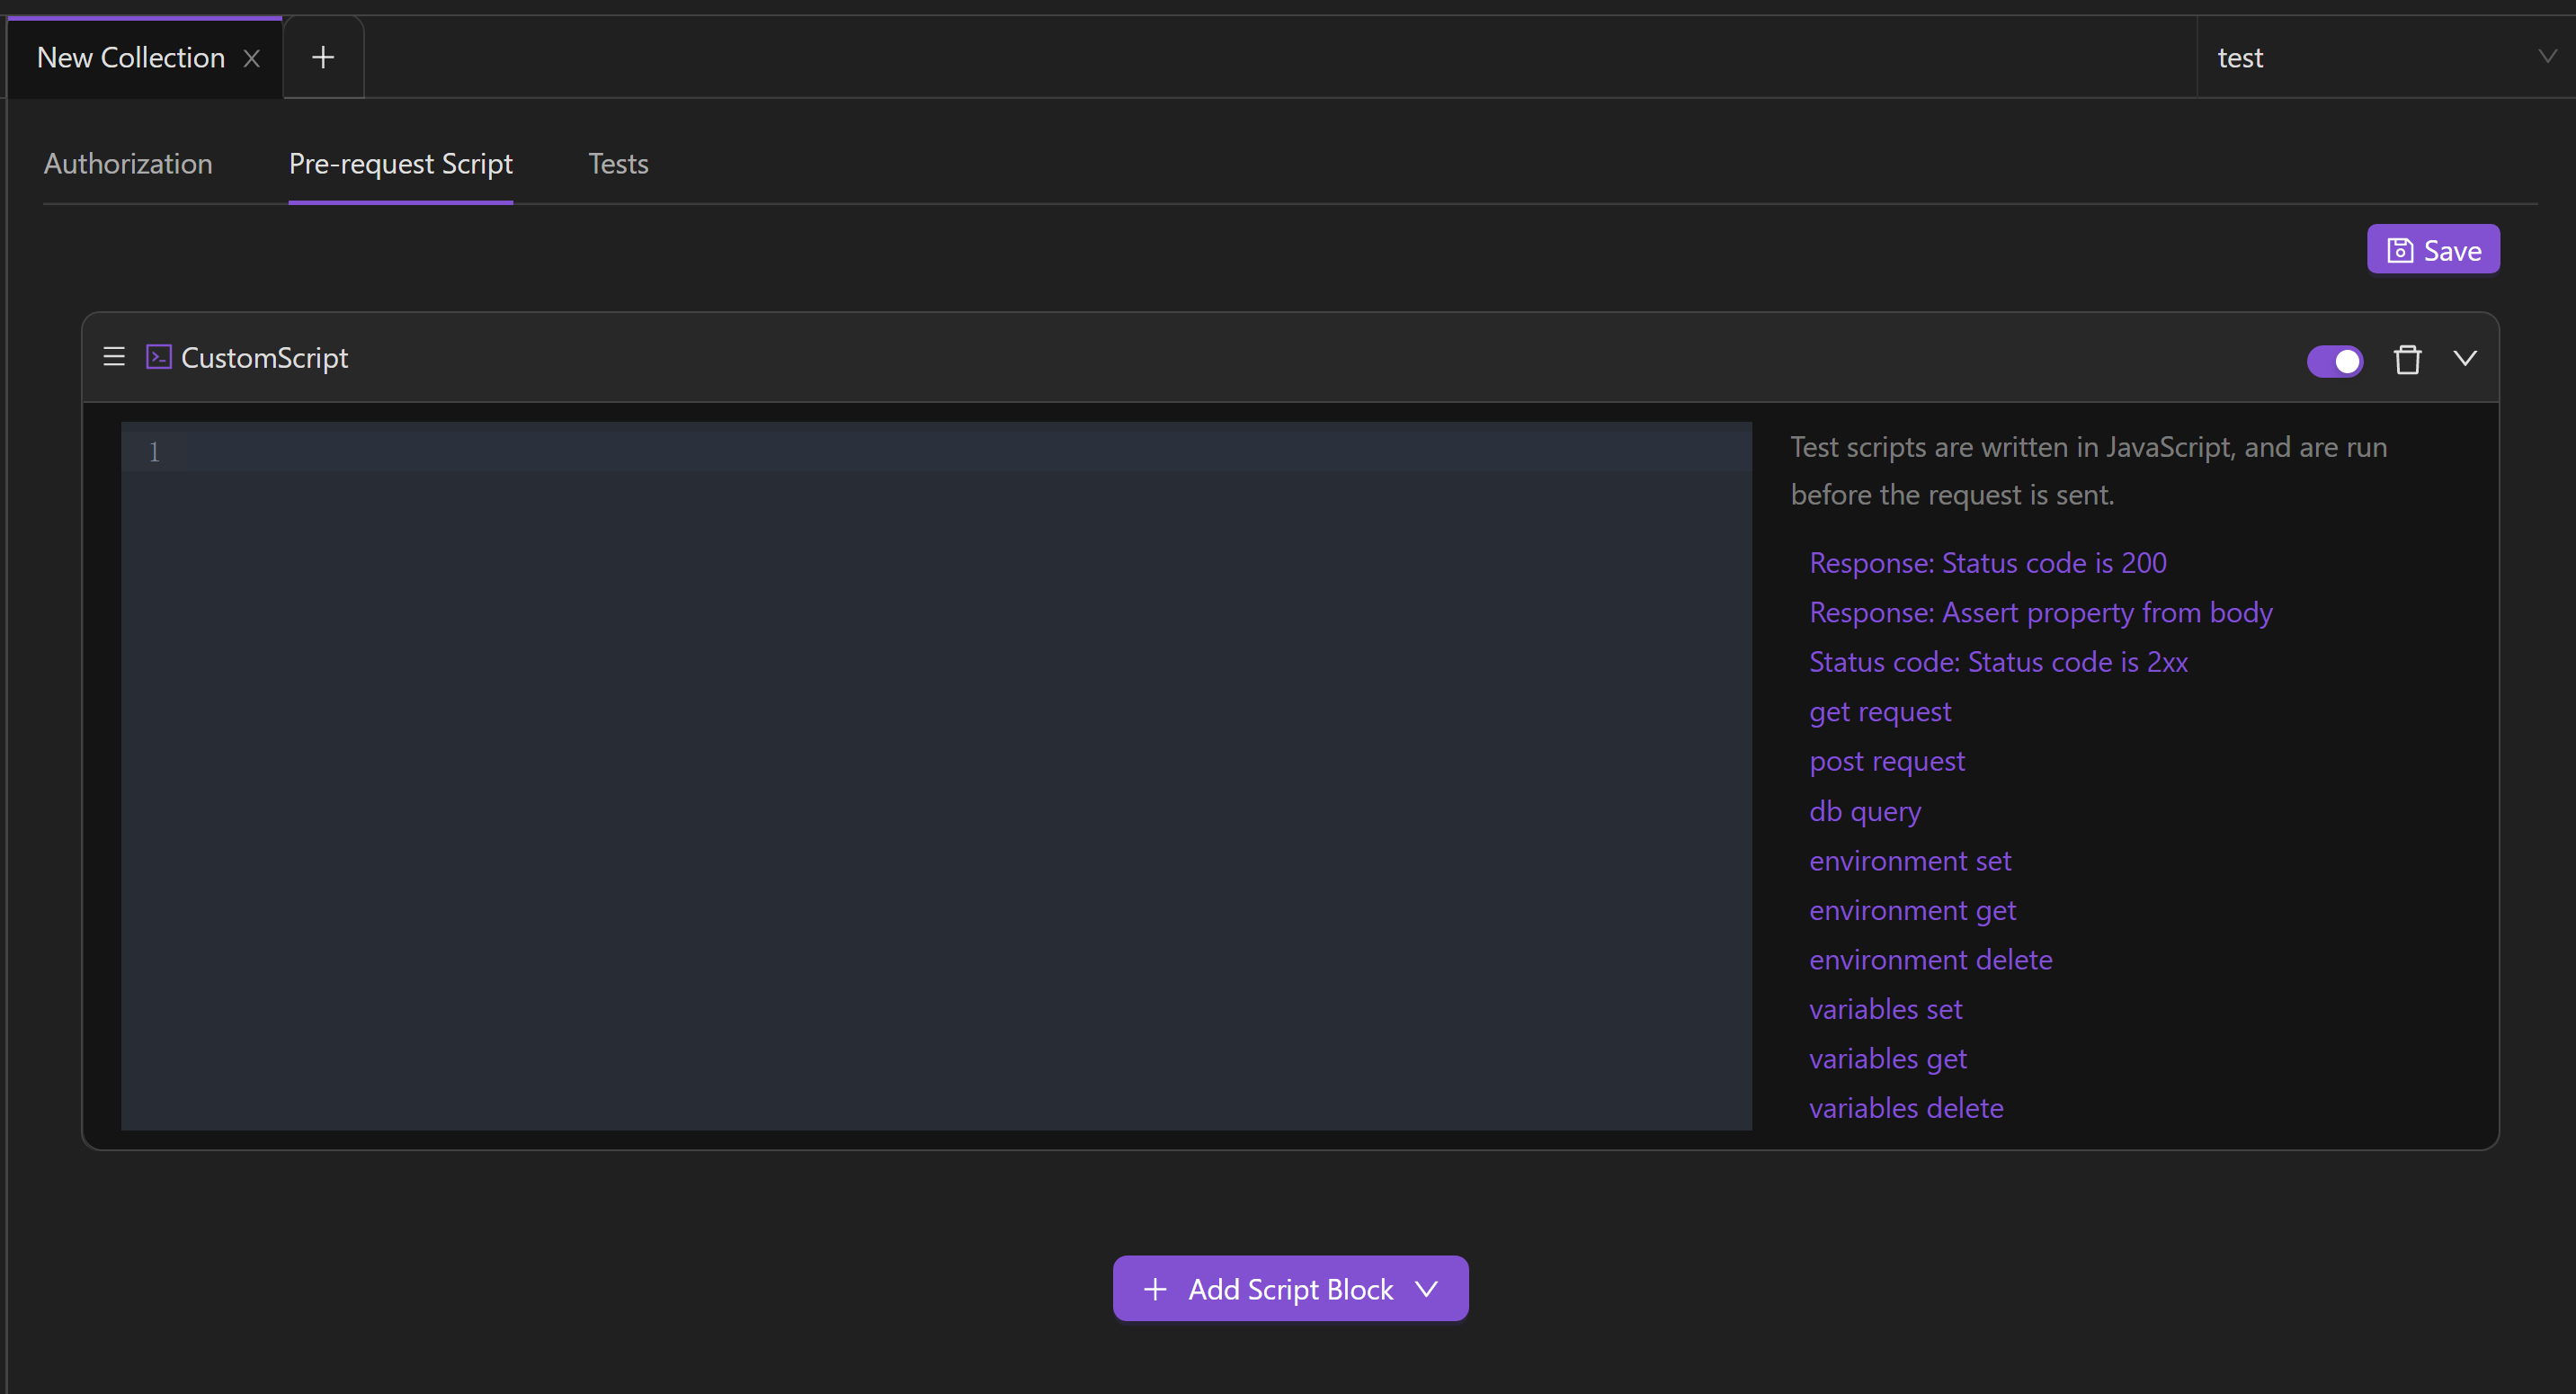 New Collection
test
Authorization
Pre-request Script
Tests
Save
CustomScript
1
Test scripts are written in JavaScript, and are run
before the request is sent.
Response: Status code is 200
Response: Assert property from body
Status code: Status code is 2xx
get request
post request
db query
environment set
environment get
environment delete
variables set
variables get
variables delete
Add Script Block